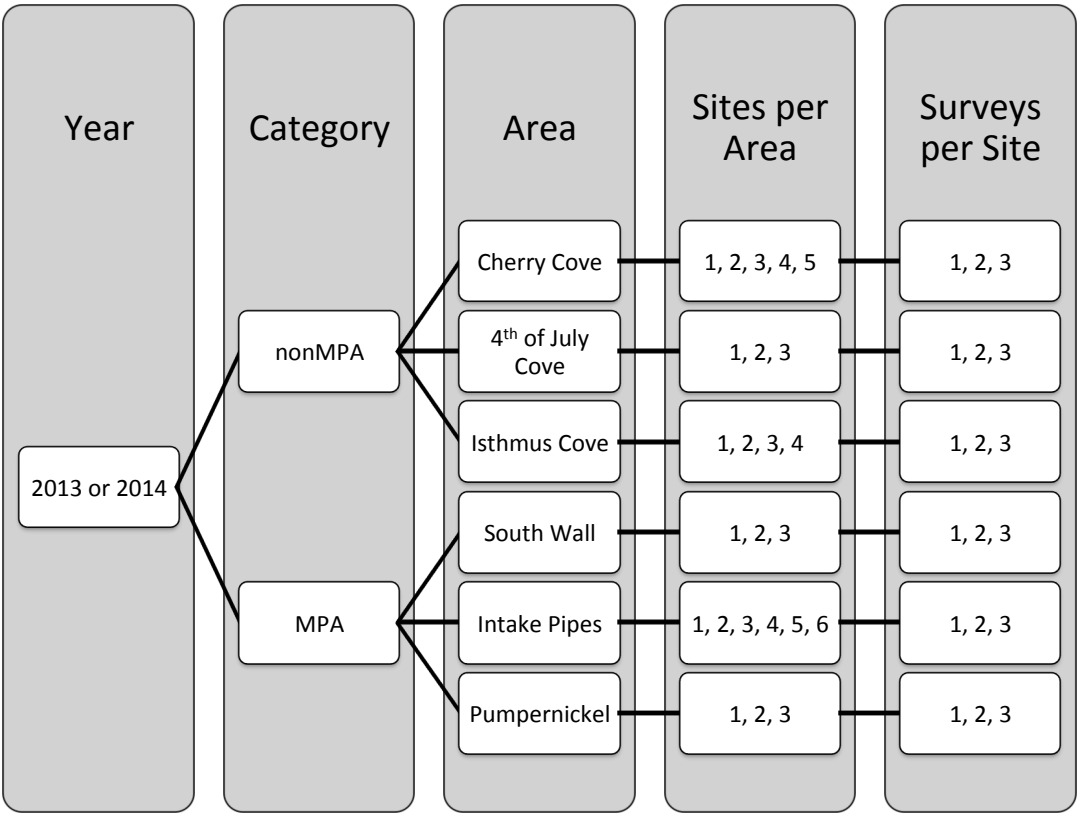 Year
Category
Area
Sites per
Area
Surveys
per Site
Cherry Cove
1, 2, 3, 4, 5
1, 2, 3
nonMPA
4th of July
Cove
1, 2, 3
1, 2, 3
Isthmus Cove
1, 2, 3, 4
1, 2, 3
2013 or 2014
South Wall
1, 2, 3
1, 2, 3
MPA
Intake Pipes
1, 2, 3, 4, 5, 6
1, 2, 3
Pumpernickel
1, 2, 3
1, 2, 3